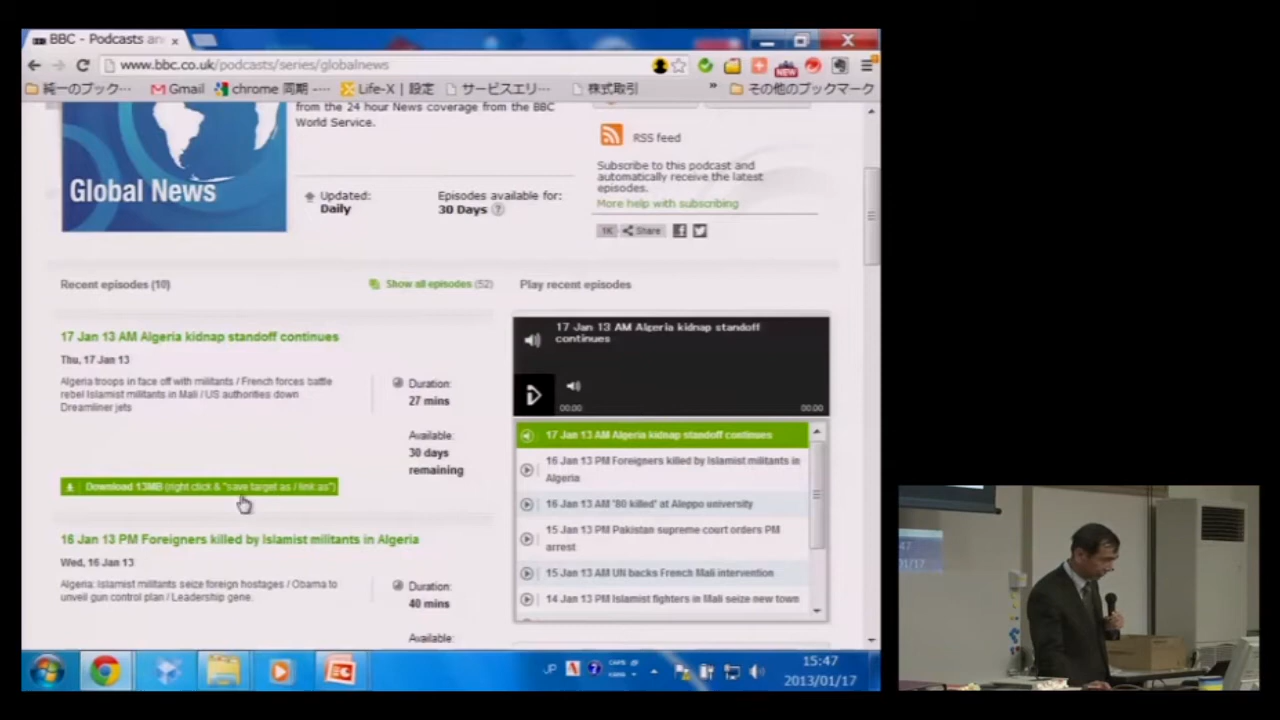 BBC - Podcasts an
www.bbc.co.uk/podcasts/series/globalnews
純一のブック…
Gmail
chrome 同期 -…
Life-X | 設定
サービスエリ…
株式取引
»
その他のブックマーク
NEW
from the 24 hour News coverage from the BBC
World Service.
Global News
Updated:
Daily
Episodes available for:
30 Days ?
RSS feed
Subscribe to this podcast and
automatically receive the latest
episodes.
More help with subscribing
1K Share
Recent episodes (10)
Show all episodes (52)
Play recent episodes
17 Jan 13 AM Algeria kidnap standoff continues
Thu, 17 Jan 13
Algeria troops in face off with militants / French forces battle
rebel Islamist militants in Mali / US authorities down
Dreamliner jets
Duration:
27 mins
Available:
30 days
remaining
Download 13MB (right click & "save target as / link as")
16 Jan 13 PM Foreigners killed by Islamist militants in Algeria
Wed, 16 Jan 13
Algeria: Islamist militants seize foreign hostages / Obama to
unveil gun control plan / Leadership gene.
Duration:
40 mins
Available:
17 Jan 13 AM Algeria kidnap standoff
continues
00:00
00:00
17 Jan 13 AM Algeria kidnap standoff continues
16 Jan 13 PM Foreigners killed by Islamist militants in
Algeria
16 Jan 13 AM '80 killed' at Aleppo university
15 Jan 13 PM Pakistan supreme court orders PM
arrest
15 Jan 13 AM UN backs French Mali intervention
14 Jan 13 PM Islamist fighters in Mali seize new town
JP
CAPS
15:47
2013/01/17